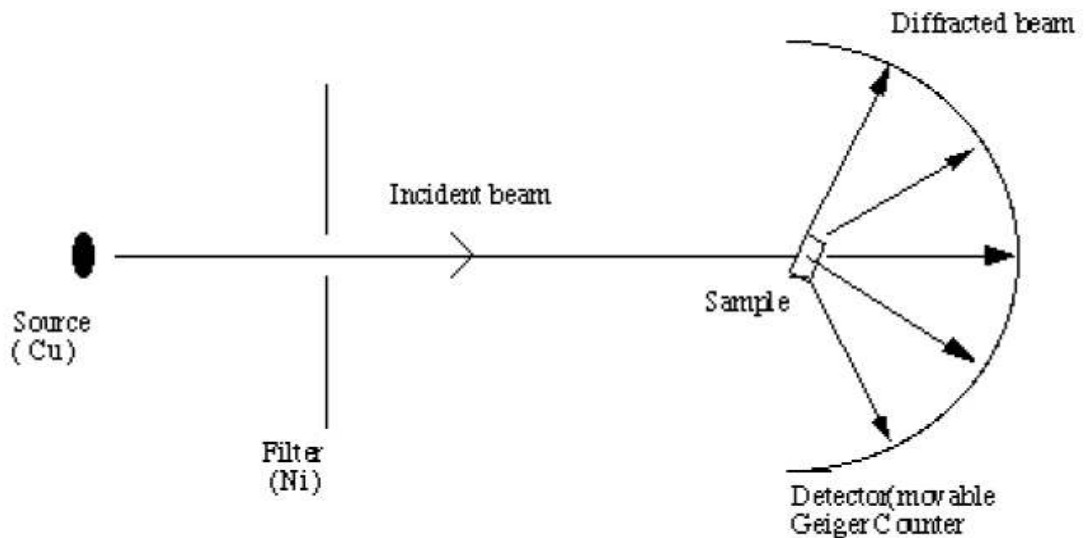 Diffracted beam
Incident beam
Sample
Source
( Cu )
Filter
(Ni)
Detector(movable
Geiger Counter